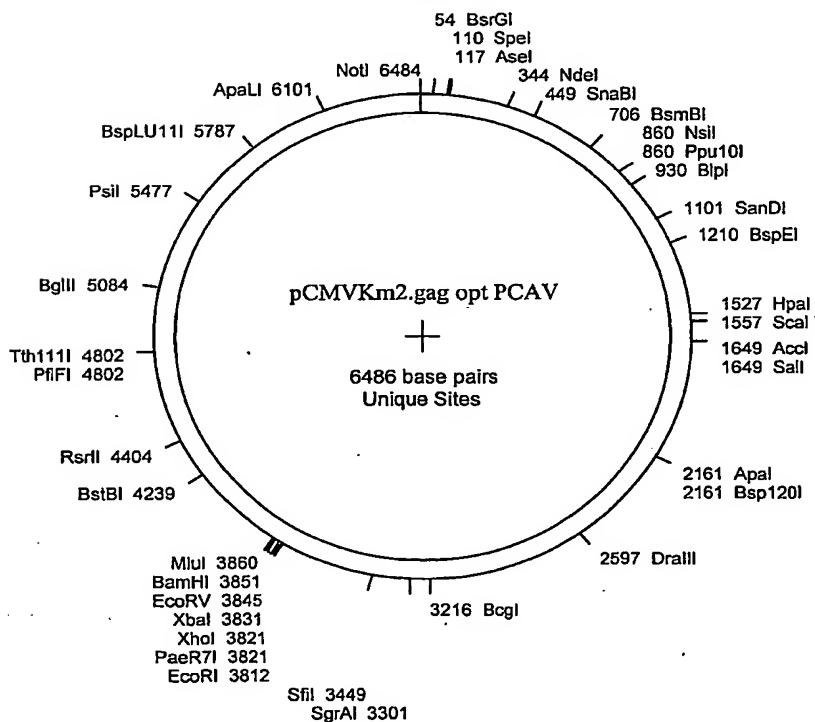 54 BsrGI
110 SpeI
117 AseI
NotI 6484
344 NdeI
449 SnaBI
ApaLI 6101
706 BsmBI
860 NsiI
860 Ppu10I
930 BlpI
BspLU11I 5787
PsiI 5477
1101 SanDI
1210 BspEI
BglII 5084
pCMVKm2.gag opt PCAV
1527 HpaI
1557 ScaI
1649 AccI
1649 SalI
Tth111I 4802
PflFI 4802
6486 base pairs
Unique Sites
RsrII 4404
BstBI 4239
2161 ApaI
2161 Bsp120I
2597 DraIII
MluI 3860
BamHI 3851
EcoRV 3845
XbaI 3831
XhoI 3821
PaeR7I 3821
EcoRI 3812
3216 BcgI
SfiI 3449
SgrAI 3301